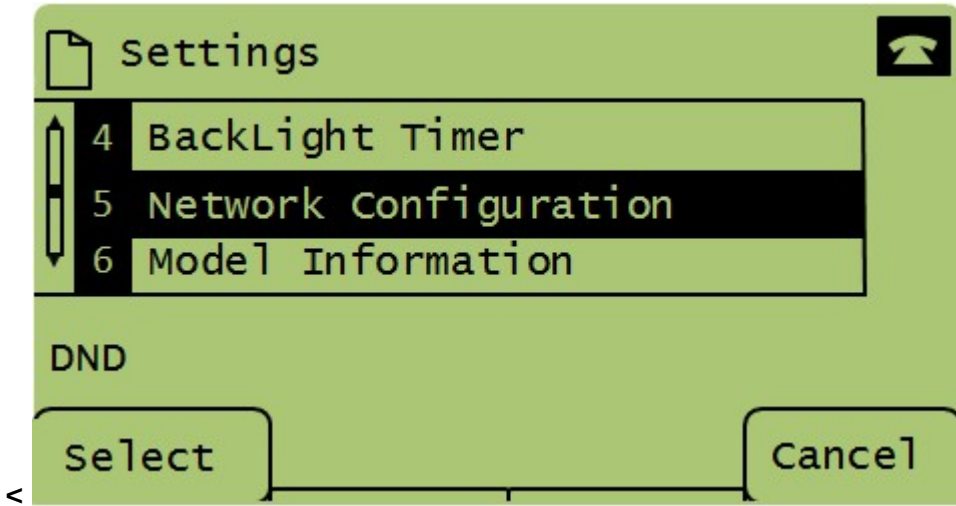 Settings
4 BackLight Timer
5 Network Configuration
6 Model Information
DND
Select Cancel
<